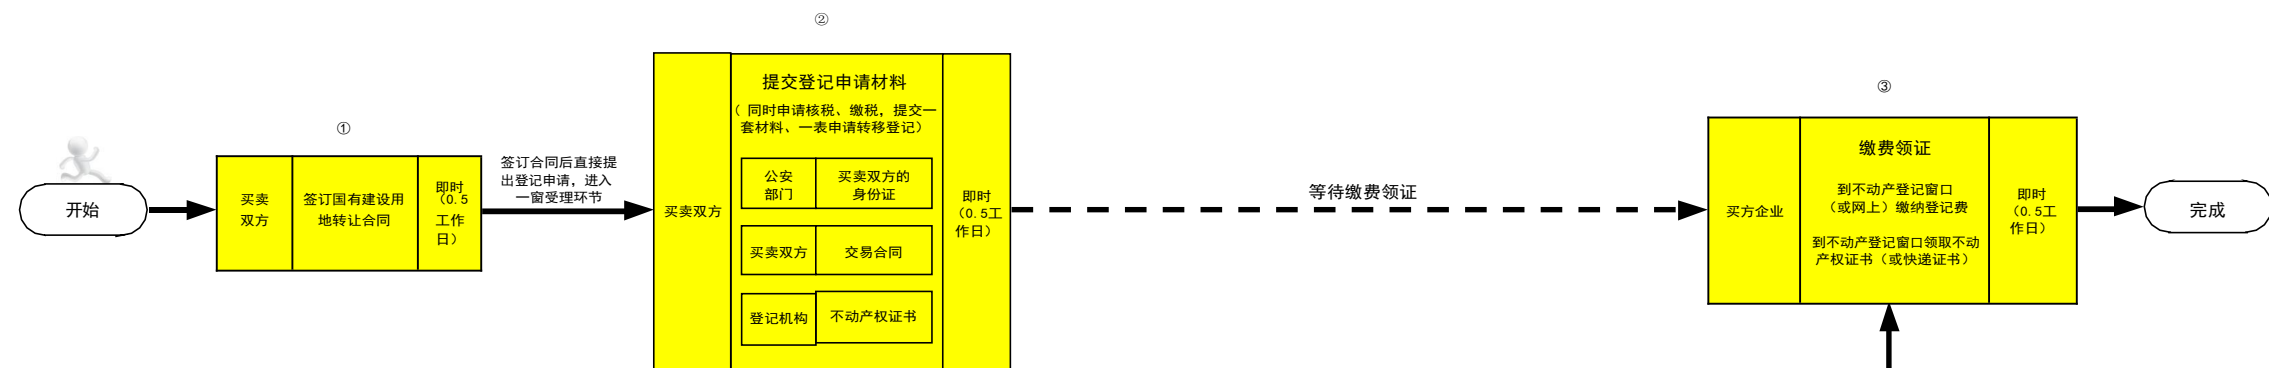 ②
提交登记申请材料
（ 同时申请核税、缴税，提交一
套材料、一表申请转移登记）
③
①
缴费领证
签订合同后直接提
出登记申请，进入
一窗受理环节
公安
部门
买卖双方的
身份证
开始
买卖
双方
签订国有建设用
地转让合同
即时
（0.5
工作
日）
买卖双方
即时
（0.5工
作日）
等待缴费领证
买方企业
到不动产登记窗口
（或网上）缴纳登记费
到不动产登记窗口领取不动
产权证书（或快递证书）
即时
（0.5工
作日）
完成
买卖双方
交易合同
登记机构
不动产权证书